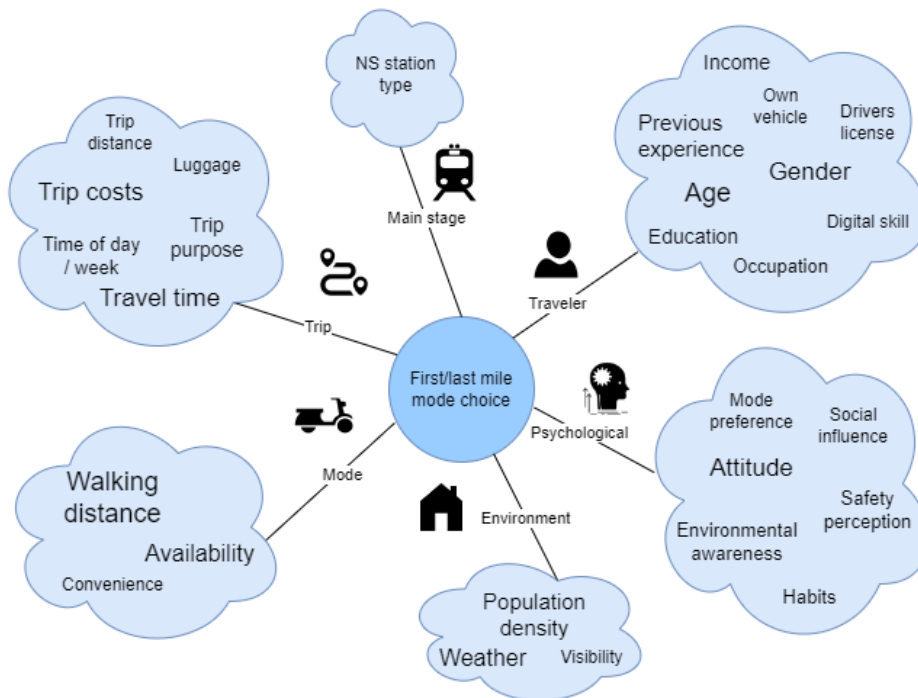 NS station
type
Main stage
Income
Own
vehicle
Drivers
license
Previous
experience
Gender
Age
Digital skill
Education
Occupation
Traveler
Trip
distance
Luggage
Trip costs
Trip
purpose
Time of day
/ week
Travel time
Trip
First/last mile
mode choice
Mode
preference
Social
influence
Attitude
Safety
perception
Environmental
awareness
Habits
Psychological
Mode
Walking
distance
Availability
Convenience
Environment
Population
density
Weather
Visibility